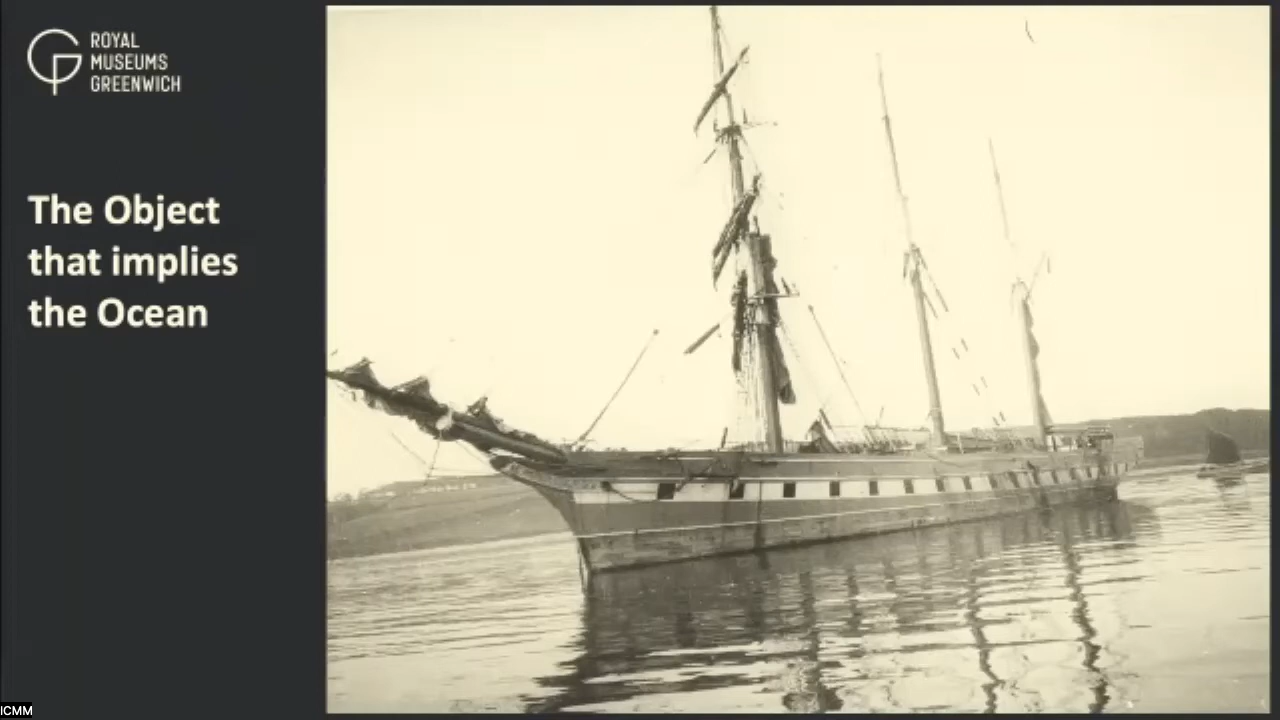 ROYAL
MUSEUMS
GREENWICH
The Object
that implies
the Ocean
ICMM